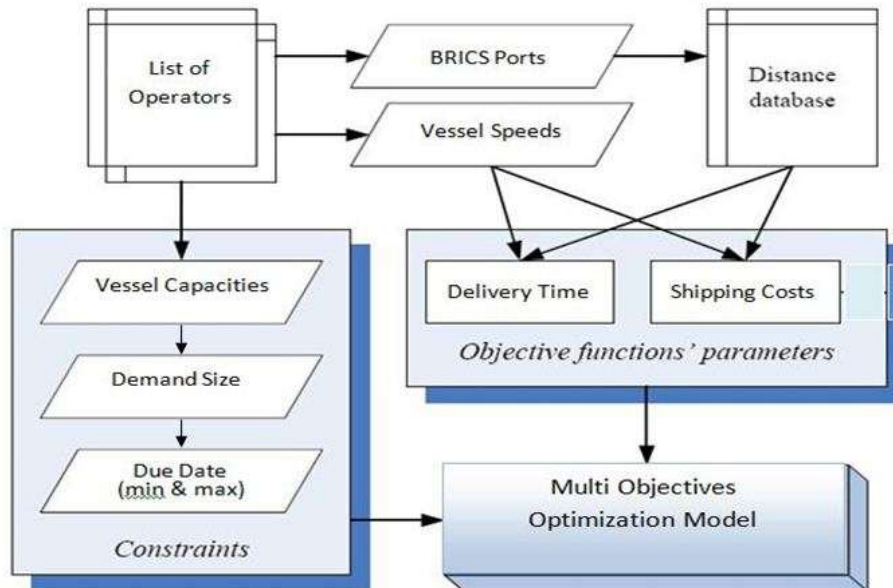 List of
Operators
BRICS Ports
Distance
database
Vessel Speeds
Vessel Capacities
Delivery Time
Shipping Costs
Objective functions' parameters
Demand Size
Due Date
(min & max)
Constraints
Multi Objectives
Optimization Model